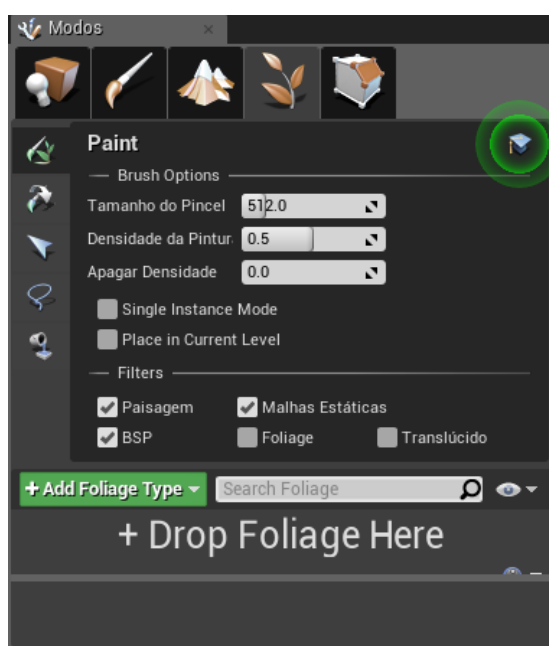 Modos
Paint
Brush Options
Tamanho do Pincel 512.0
Densidade da Pintur 0.5
Apagar Densidade 0.0
Single Instance Mode
Place in Current Level
Filters
Paisagem Malhas Estáticas
BSP Foliage Translúcido
+ Add Foliage Type Search Foliage
+ Drop Foliage Here